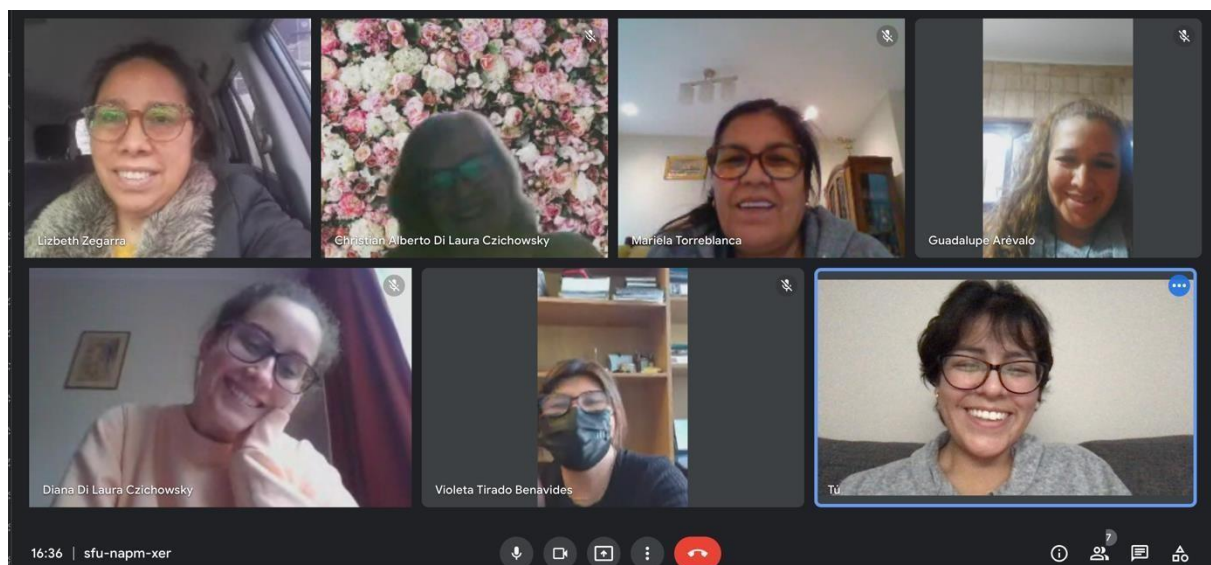 Lizbeth Zegarra
Christian Alberto Di Laura Czichowsky
Mariela Torreblanca
Guadalupe Arévalo
Diana Di Laura Czichowsky
Violeta Tirado Benavides
Tú
16:36 | sfu-napm-xer
7